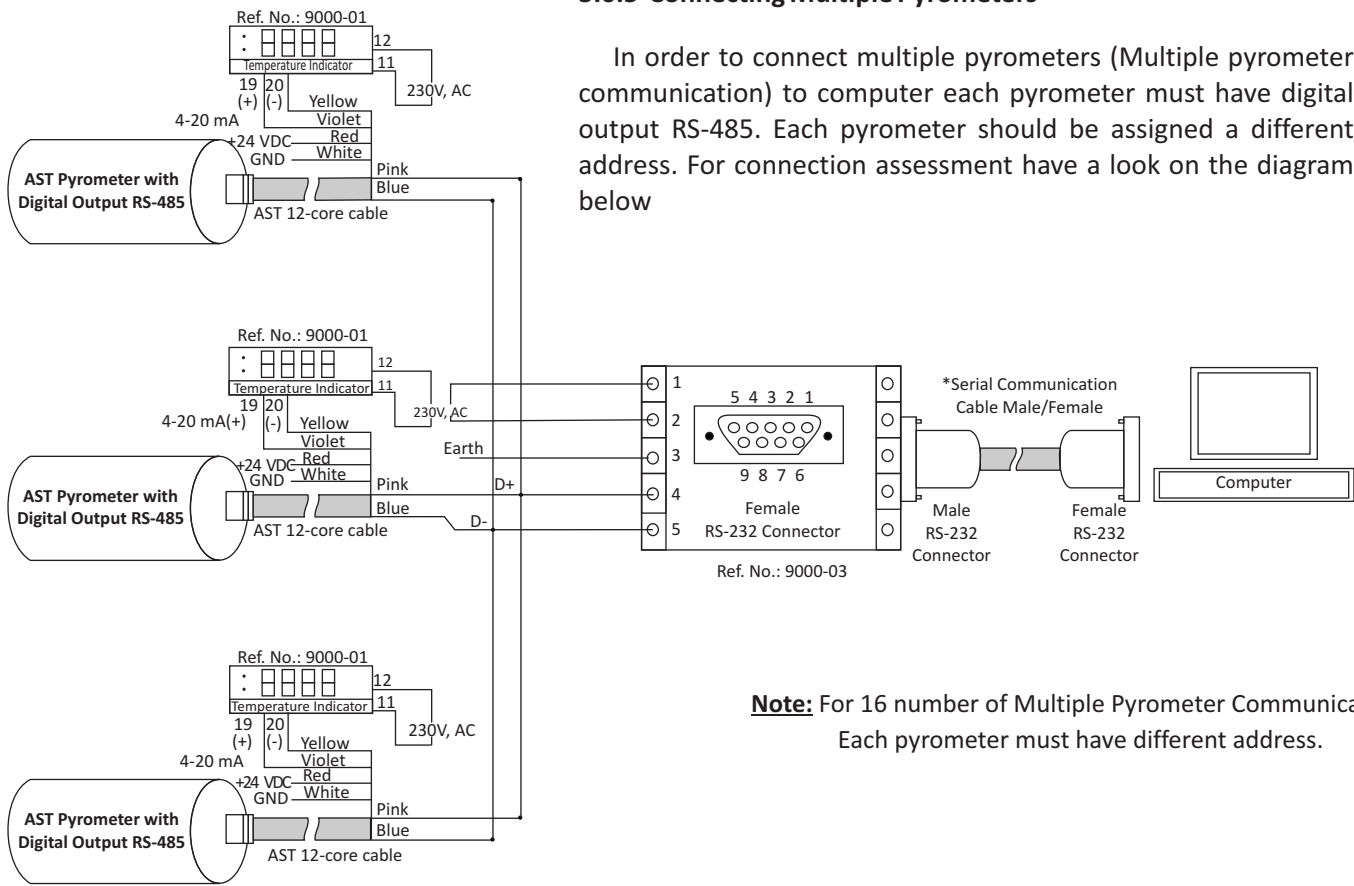 In order to connect multiple pyrometers (Multiple pyrometer
communication) to computer each pyrometer must have digital
output RS-485. Each pyrometer should be assigned a different
address. For connection assessment have a look on the diagram
below
Ref. No.: 9000-01
12
Temperature Indicator
11
19 20
(+) (-)
230V, AC
4-20 mA
Yellow
Violet
+24 VDC Red
GND White
Pink
Blue
AST Pyrometer with
Digital Output RS-485
AST 12-core cable
Ref. No.: 9000-01
12
Temperature Indicator
11
19 20
4-20 mA(+) (-)
230V, AC
Yellow
Violet
+24 VDC Red
GND White
Pink
Blue
AST Pyrometer with
Digital Output RS-485
AST 12-core cable
Earth
D+
D-
1
2
3
4
5
5 4 3 2 1
9 8 7 6
Female
RS-232 Connector
Ref. No.: 9000-03
*Serial Communication
Cable Male/Female
Male
RS-232
Connector
Female
RS-232
Connector
Computer
Ref. No.: 9000-01
12
Temperature Indicator
11
19 20
(+) (-)
230V, AC
4-20 mA
Yellow
Violet
+24 VDC Red
GND White
Pink
Blue
AST Pyrometer with
Digital Output RS-485
AST 12-core cable
Note: For 16 number of Multiple Pyrometer
Each pyrometer must have different address.